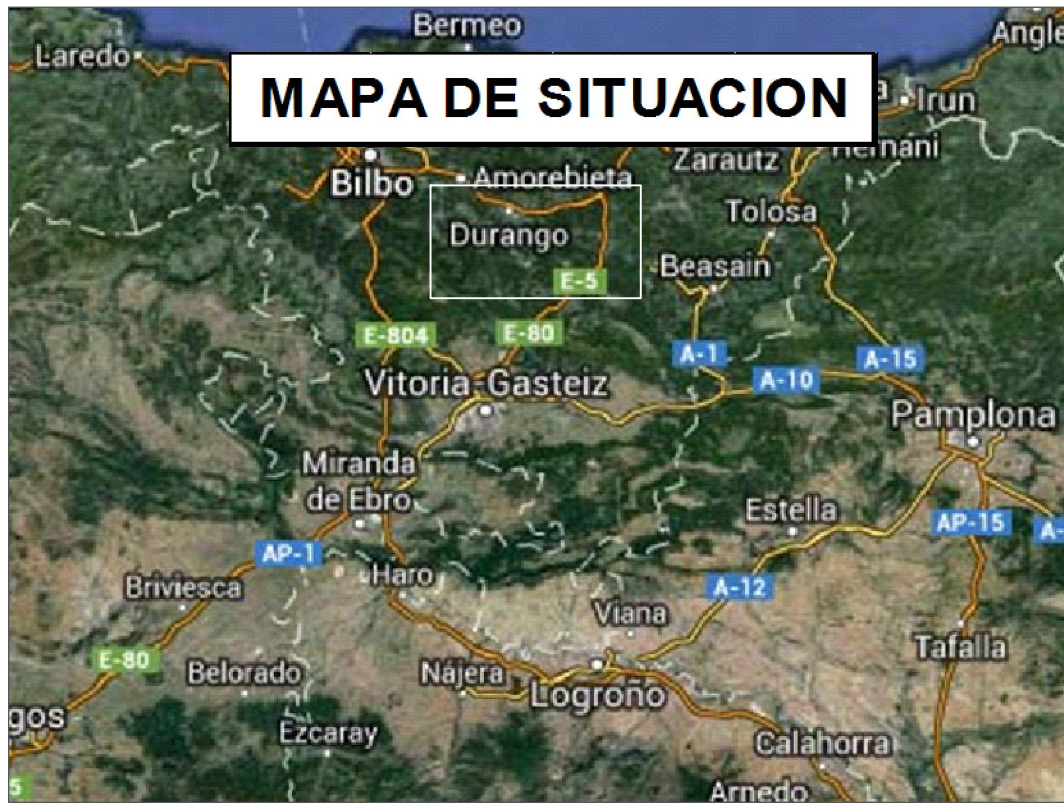 Bermeo
Laredo
Angle
MAPA DE SITUACION
a
Irun
Hernani
Zarautz
Bilbo
Amorebieta
Tolosa
Durango
Beasain
E-5
E-804
E-80
A-1
A-15
A-10
Vitoria-Gasteiz
Pamplona
Miranda
de Ebro
Estella
AP-15
A-
AP-1
Haro
Briviesca
A-12
Viana
Tafalla
E-80
Belorado
Nájera
Logroño
gos
Ezcaray
Calahorra
5
Arnedo